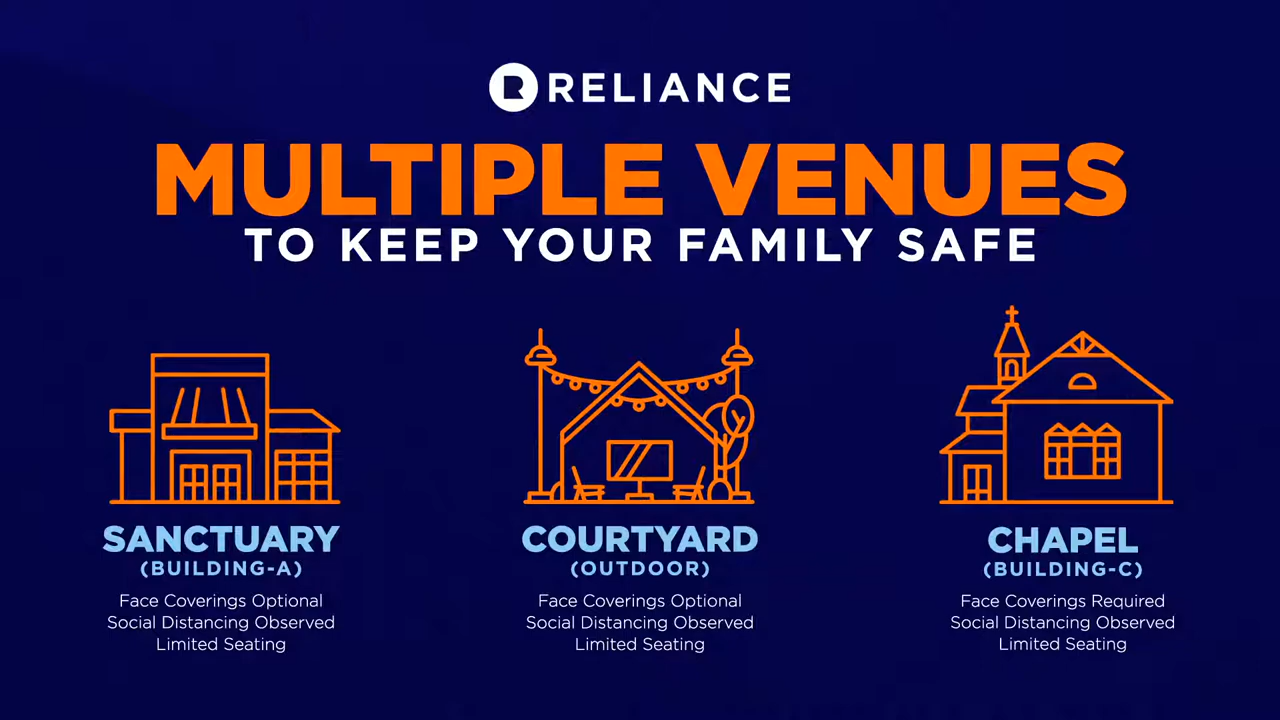 RELIANCE
MULTIPLE VENUES
TO KEEP YOUR FAMILY SAFE
SANCTUARY
(BUILDING-A)
Face Coverings Optional
Social Distancing Observed
Limited Seating
COURTYARD
(OUTDOOR)
Face Coverings Optional
Social Distancing Observed
Limited Seating
CHAPEL
(BUILDING-C)
Face Coverings Required
Social Distancing Observed
Limited Seating